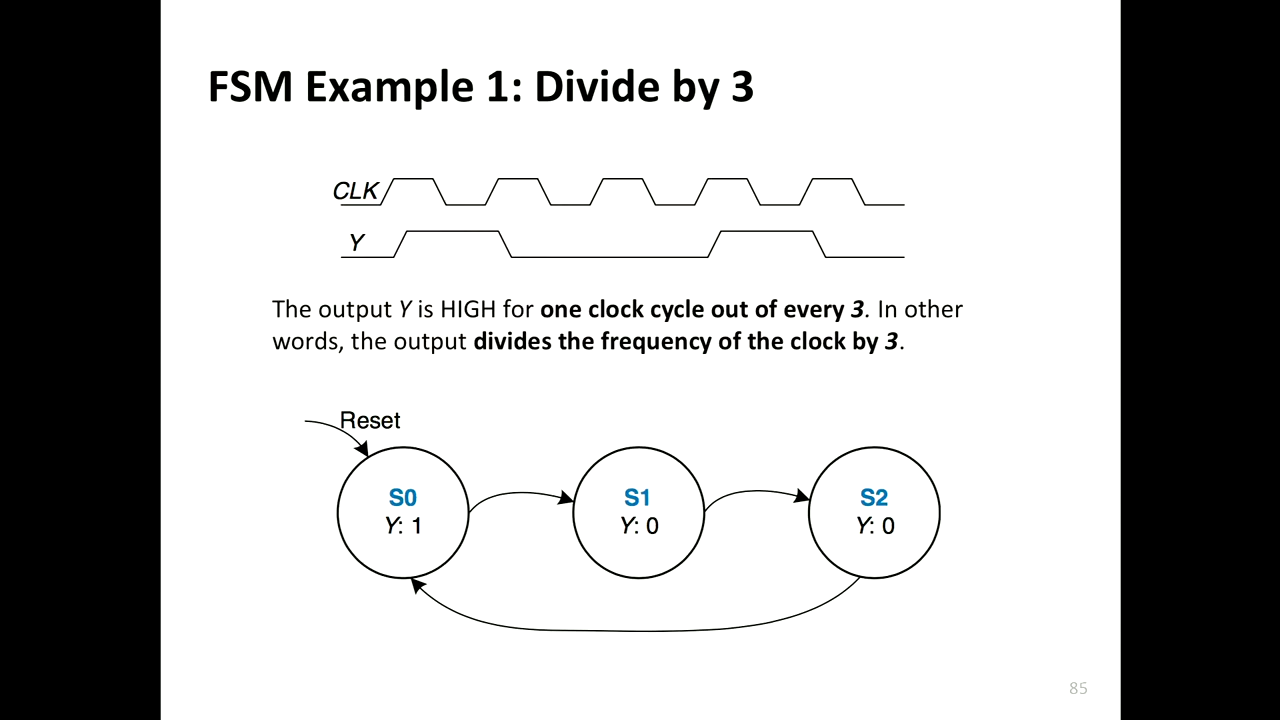 FSM Example 1: Divide by 3
CLK
Y
The output Y is HIGH for one clock cycle out of every 3. In other
words, the output divides the frequency of the clock by 3.
Reset
S0
Y: 1
S1
Y: 0
S2
Y: 0
85